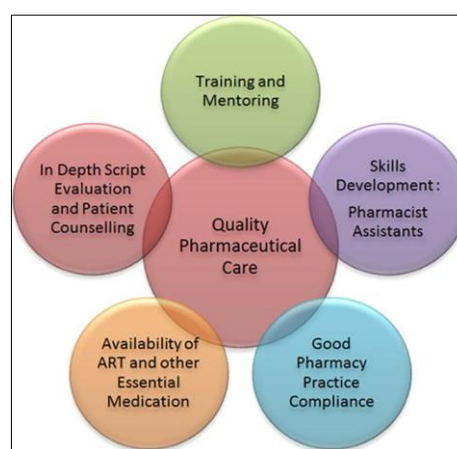 Training and
Mentoring
In Depth Script
Evaluation
and Patient
Counselling
Skills
Development :
Pharmacist
Assistants
Quality
Pharmaceutical
Care
Availability of
ART and other
Essential
Medication
Good
Pharmacy
Practice
Compliance